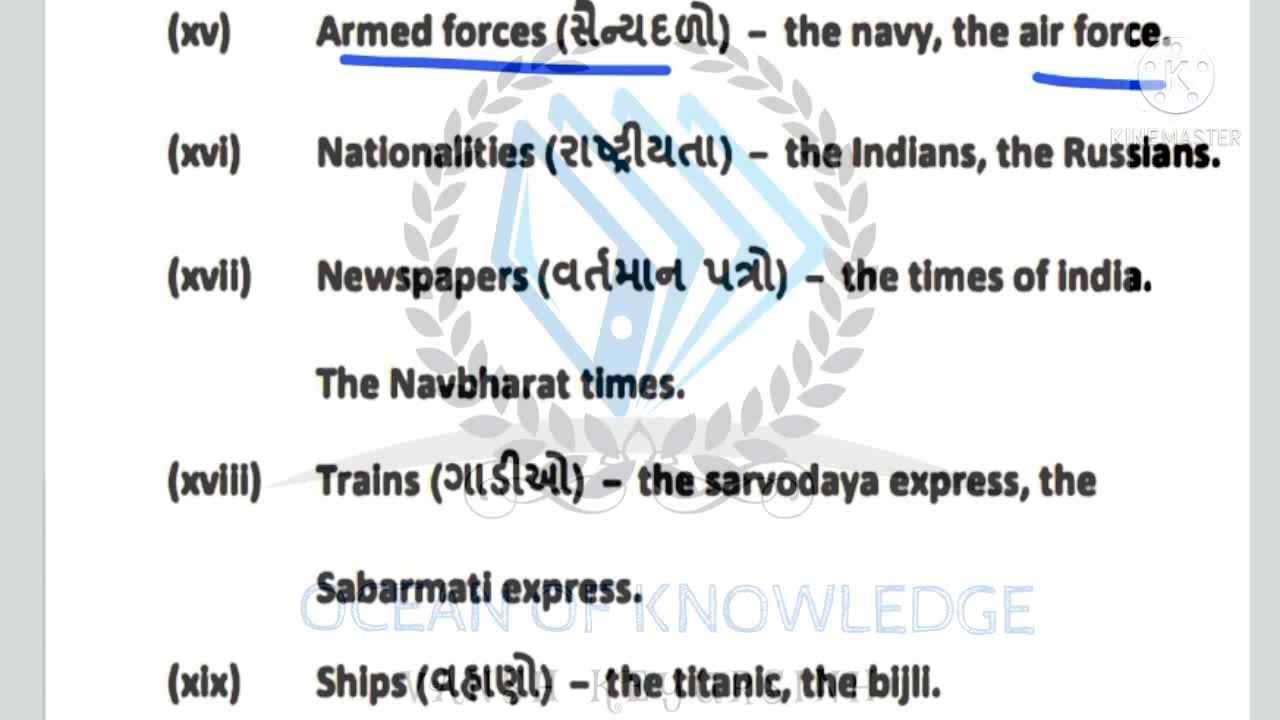 (xv) Armed forces (સૈન્યદળો) – the navy, the air force.
KINEMASTER
(xvi) Nationalities (રાષ્ટ્રીયતા) – the Indians, the Russians.
(xvii) Newspapers (વર્તમાન પત્રો) – the times of india.
The Navbharat times.
(xviii) Trains (ગાડીઓ) – the sarvodaya express, the
Sabarmati express.
OCEAN OF KNOWLEDGE
(xix) Ships (વહાણો) – the titanic, the bijli.